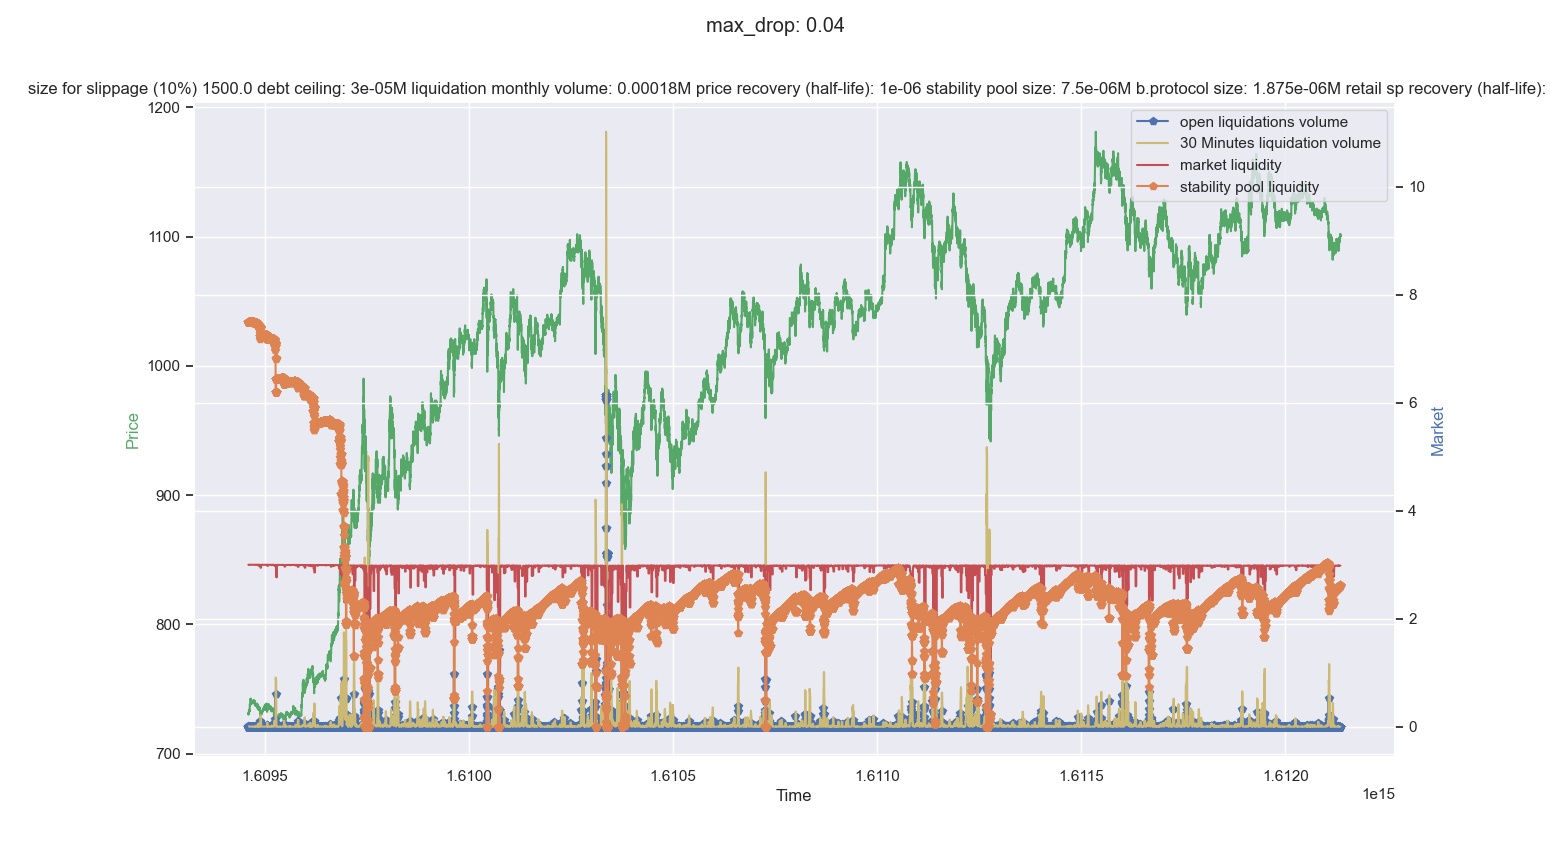 max_drop: 0.04
size for slippage (10%) 1500.0 debt ceiling: 3e-05M liquidation monthly volume: 0.00018M price recovery (half-life): 1e-06 stability pool size: 7.5e-06M b.protocol size: 1.875e-06M retail sp recovery (half-life):
open liquidations volume
30 Minutes liquidation volume
market liquidity
stability pool liquidity
1200
1100
1000
900
800
700
Price
10
8
6
4
2
0
Market
1.6095 1.6100 1.6105 1.6110 1.6115 1.6120
Time
1e15